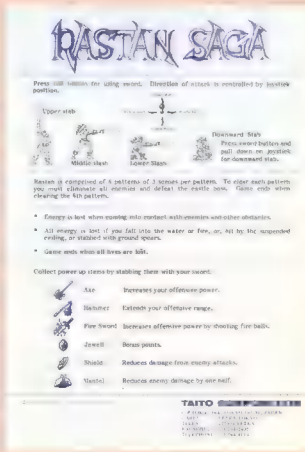 RASTAN SAGA
Press button for using sword. Direction of attack is controlled by joystick
position.
Upper stab
Middle Slash
Lower Slash
Downward Stab
Press sword button and
pull down on joystick
for downward stab.
Rastan is comprised of 6 patterns of 3 scenes per pattern. To clear each pattern
you must eliminate all enemies and defeat the castle boss. Game ends when
clearing the 6th pattern.
* Energy is lost when coming into contact with enemies and other obstacles.
* All energy is lost if you fall into the water or fire, or, hit by the suspended
ceiling, or stabbed with ground spears.
* Game ends when all lives are lost.
Collect power up items by stabbing them with your sword.
Axe Increases your offensive power.
Hammer Extends your offensive range.
Fire Sword Increases offensive power by shooting fire balls.
Jewell Bonus points.
Shield Reduces damage from enemy attacks.
Mantel Reduces enemy damage by one half.
TAITO